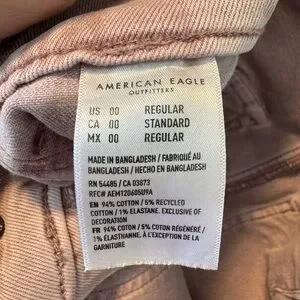 AMERICAN EAGLE
OUTFITTERS
US 00 REGULAR
CA 00 STANDARD
MX 00 REGULAR
MADE IN BANGLADESH / FABRIQUÉ AU
BANGLADESH / HECHO EN BANGLADESH
RN 54485 / CA 03873
RFC# AEM120605U9A
EN 94% COTTON / 5% RECYCLED
COTTON / 1% ELASTANE. EXCLUSIVE OF
DECORATION
FR 94% COTON / 5% COTON RÉGÉNÉRÉ /
1% ÉLASTHANNE. À L'EXCEPTION DE LA
GARNITURE